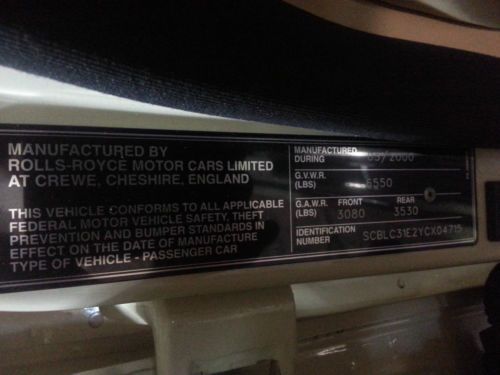 MANUFACTURED BY
ROLLS-ROYCE MOTOR CARS LIMITED
AT CREWE, CHESHIRE, ENGLAND
THIS VEHICLE CONFORMS TO ALL APPLICABLE
FEDERAL MOTOR VEHICLE SAFETY, THEFT
PREVENTION AND BUMPER STANDARDS IN
EFFECT ON THE DATE OF MANUFACTURE
TYPE OF VEHICLE - PASSENGER CAR
MANUFACTURED
DURING 05/2000
G.V.W.R.
(LBS) 6550
G.A.W.R. FRONT REAR
(LBS) 3080 3530
IDENTIFICATION
NUMBER SCBLC31E2YCX04715